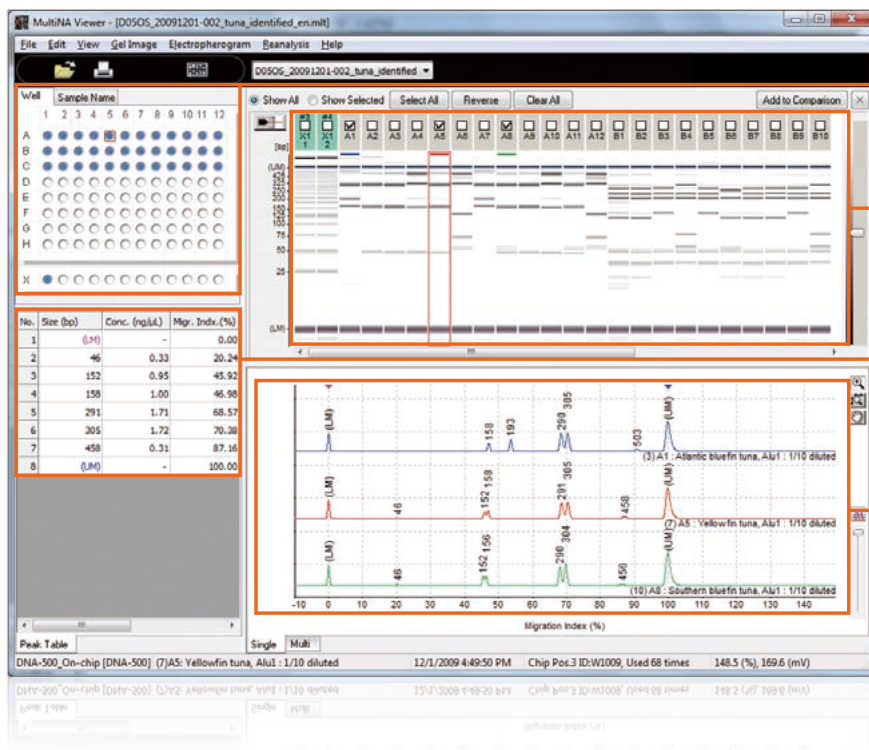 MultiNA Viewer - [D05OS_20091201-002_tuna_identified_en.mlt]
File Edit View Gel Image Electropherogram Reanalysis Help
D05OS_20091201-002_tuna_identified
Well Sample Name
1 2 3 4 5 6 7 8 9 10 11 12
A
B
C
D
E
F
G
H
X
Show All Show Selected Select All Reverse Clear All Add to Comparison
#3 #4
X1 X1 A1 A2 A3 A4 A5 A6 A7 A8 A9 A10 A11 A12 B1 B2 B3 B4 B5 B6 B7 B8 B9 B10
1 2
[bp]
(UM)
100
75
50
25
(LM)
No. Size (bp) Conc. (ng/µL) Migr. Indx.(%)
1 (LM) - 0.00
2 46 0.33 20.24
3 152 0.95 45.92
4 158 1.00 46.98
5 291 1.71 68.57
6 305 1.72 70.38
7 458 0.31 87.16
8 (UM) - 100.00
(LM) 158 193 290 305 503 (UM)
(3) A1 : Atlantic bluefin tuna, Alu1 : 1/10 diluted
(LM) 46 152 158 291 305 458 (UM)
(7) A5 : Yellowfin tuna, Alu1 : 1/10 diluted
(LM) 46 152 156 290 304 456 (UM)
(10) A8 : Southern bluefin tuna, Alu1 : 1/10 diluted
-10 0 10 20 30 40 50 60 70 80 90 100 110 120 130 140
Migration Index (%)
Peak Table
Single Multi
DNA-500_On-chip [DNA-500] (7)A5: Yellowfin tuna, Alu1 : 1/10 diluted 12/1/2009 4:49:50 PM Chip Pos.3 ID:W1009, Used 68 times 148.5 (%), 169.6 (mV)